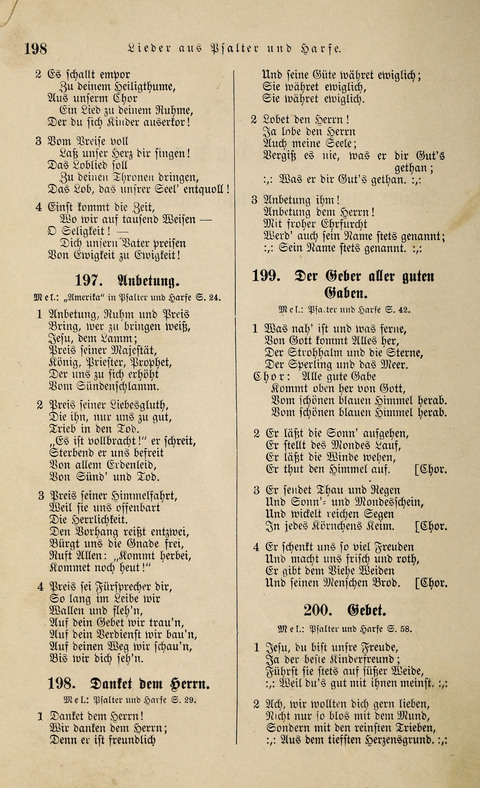 198
Lieder aus Psalter und Harfe.
2 Es schallt empor
Zu deinem Heiligthume,
Aus unserm Chor
Ein Lied zu deinem Ruhme,
Der du sich Kinder auserkor!
3 Vom Preise voll
Laß unser Herz dir singen!
Das Loblied soll
Zu deinen Thronen dringen,
Das Lob, das unsrer Seel' entquoll!
4 Einst kommt die Zeit,
Wo wir auf tausend Weisen —
O Seligkeit! —
Dich unsern Vater preisen
Von Ewigkeit zu Ewigkeit!
197. Anbetung.
Mel.: „Amerika" in Psalter und Harfe S. 24.
1 Anbetung, Ruhm und Preis
Bring, wer zu bringen weiß,
Jesu, dem Lamm;
Preis seiner Majestät,
König, Priester, Prophet,
Der uns zu sich erhöht
Vom Sündenschlamm.
2 Preis seiner Liebesgluth,
Die ihn, nur uns zu gut,
Trieb in den Tod.
„Es ist vollbracht!" er schreit,
Sterbend er uns befreit
Von allem Erdenleid,
Von Sünd' und Tod.
3 Preis seiner Himmelfahrt,
Weil sie uns offenbart
Die Herrlichkeit.
Den Vorhang reißt entzwei,
Bürgt uns die Gnade frei,
Ruft Allen: „Kommt herbei,
Kommet noch heut!"
4 Preis sei Fürsprecher dir,
So lang im Leibe wir
Wallen und fleh'n,
Auf dein Gebet wir trau'n,
Auf dein Verdienst wir bau'n,
Auf deinen Weg wir schau'n,
Bis wir dich seh'n.
198. Danket dem Herrn.
Mel.: Psalter und Harfe S. 29.
1 Danket dem Herrn!
Wir danken dem Herrn;
Denn er ist freundlich
Und seine Güte währet ewiglich;
Sie währet ewiglich,
Sie währet ewiglich.
2 Lobet den Herrn!
Ja lobe den Herrn
Auch meine Seele;
Vergiß es nie, was er dir Gut's
gethan;
:,: Was er dir Gut's gethan. :,:
3 Anbetung ihm!
Anbetung dem Herrn!
Mit froher Ehrfurcht
Werd' auch sein Name stets genannt;
:,: Sein Name stets genannt. :,:
199. Der Geber aller guten
Gaben.
Mel.: Psalter und Harfe S. 42.
1 Was nah' ist und was ferne,
Von Gott kommt Alles her,
Der Strohhalm und die Sterne,
Der Sperling und das Meer.
Chor: Alle gute Gabe
Kommt oben her von Gott,
Vom schönen blauen Himmel herab.
Vom schönen blauen Himmel herab.
2 Er läßt die Sonn' aufgehen,
Er stellt des Mondes Lauf,
Er läßt die Winde wehen,
Er thut den Himmel auf. [Chor.
3 Er sendet Thau und Regen
Und Sonn'- und Mondesschein,
Und wickelt reichen Segen
In jedes Körnchens Keim. [Chor.
4 Er schenkt uns so viel Freuden
Und macht uns frisch und roth,
Er gibt dem Viehe Weiden
Und seinen Menschen Brod. [Chor.
200. Gebet.
Mel.: Psalter und Harfe S. 58.
1 Jesu, du bist unsre Freude,
Ja der beste Kinderfreund;
Führst sie stets auf süßer Weide,
:,: Weil du's gut mit ihnen meinst. :,:
2 Ach, wir wollten dich gern lieben,
Nicht nur so blos mit dem Mund,
Sondern mit den reinsten Trieben,
:,: Aus dem tiefsten Herzensgrund. :,: